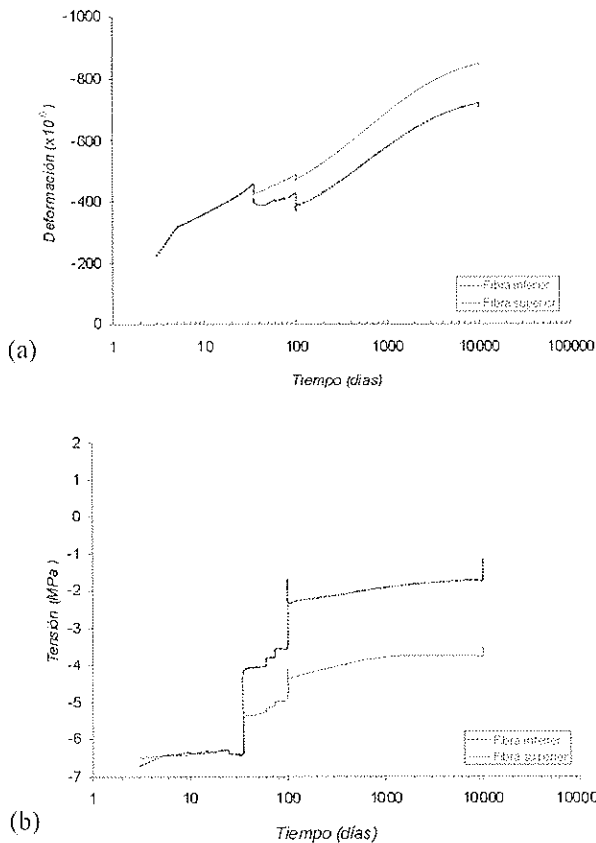 -1000
-800
-600
-400
-200
0
Deformación (x10⁻⁶)
1
10
100
1000
10000
100000
Tiempo (días)
Fibra inferior
Fibra superior
(a)
2
1
0
-1
-2
-3
-4
-5
-6
-7
Tensión (MPa)
1
10
100
1000
10000
10000
Tiempo (días)
Fibra inferior
Fibra superior
(b)